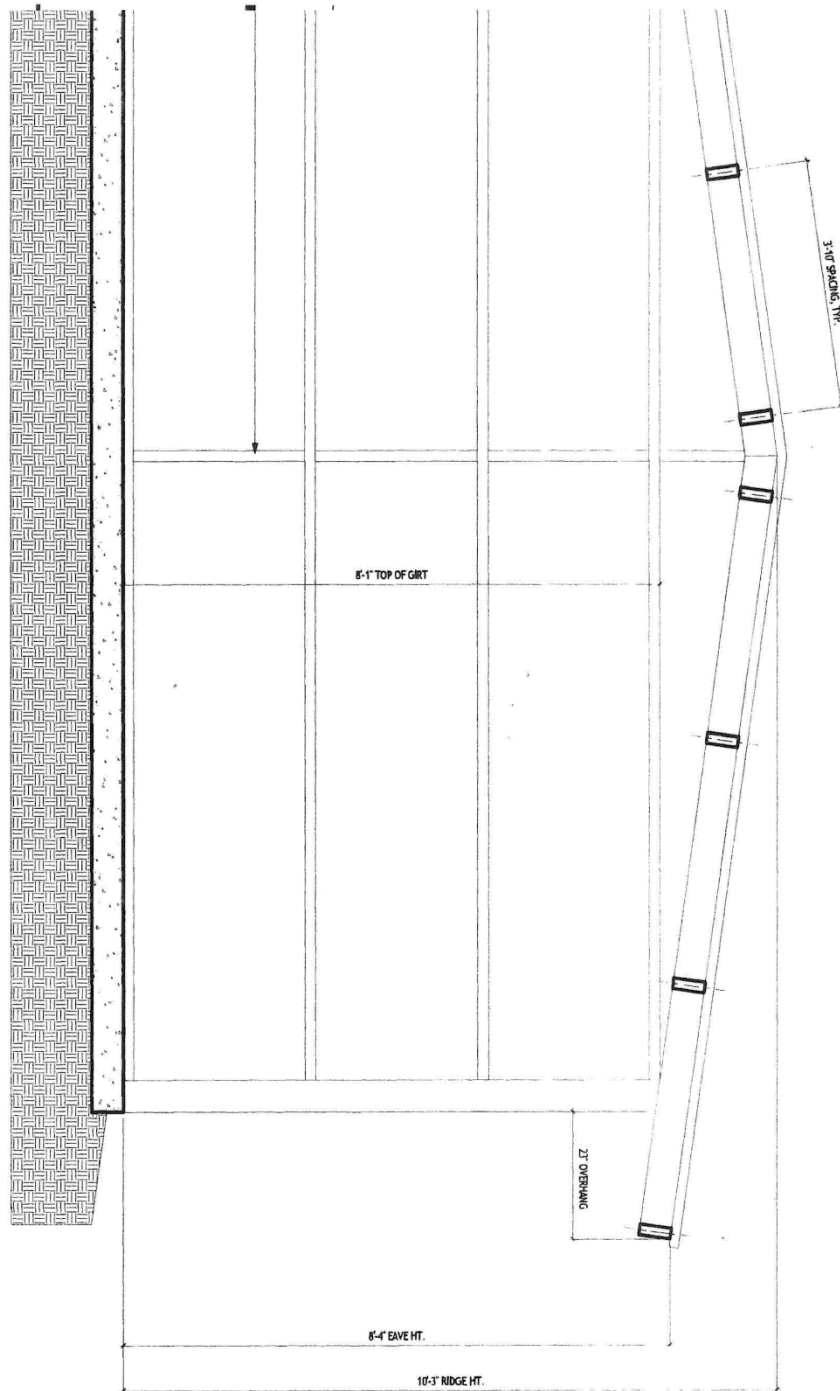 3'-10" SPACING, TYP.
8'-1" TOP OF GIRT
23" OVERHANG
8'-4" EAVE HT.
10'-3" RIDGE HT.